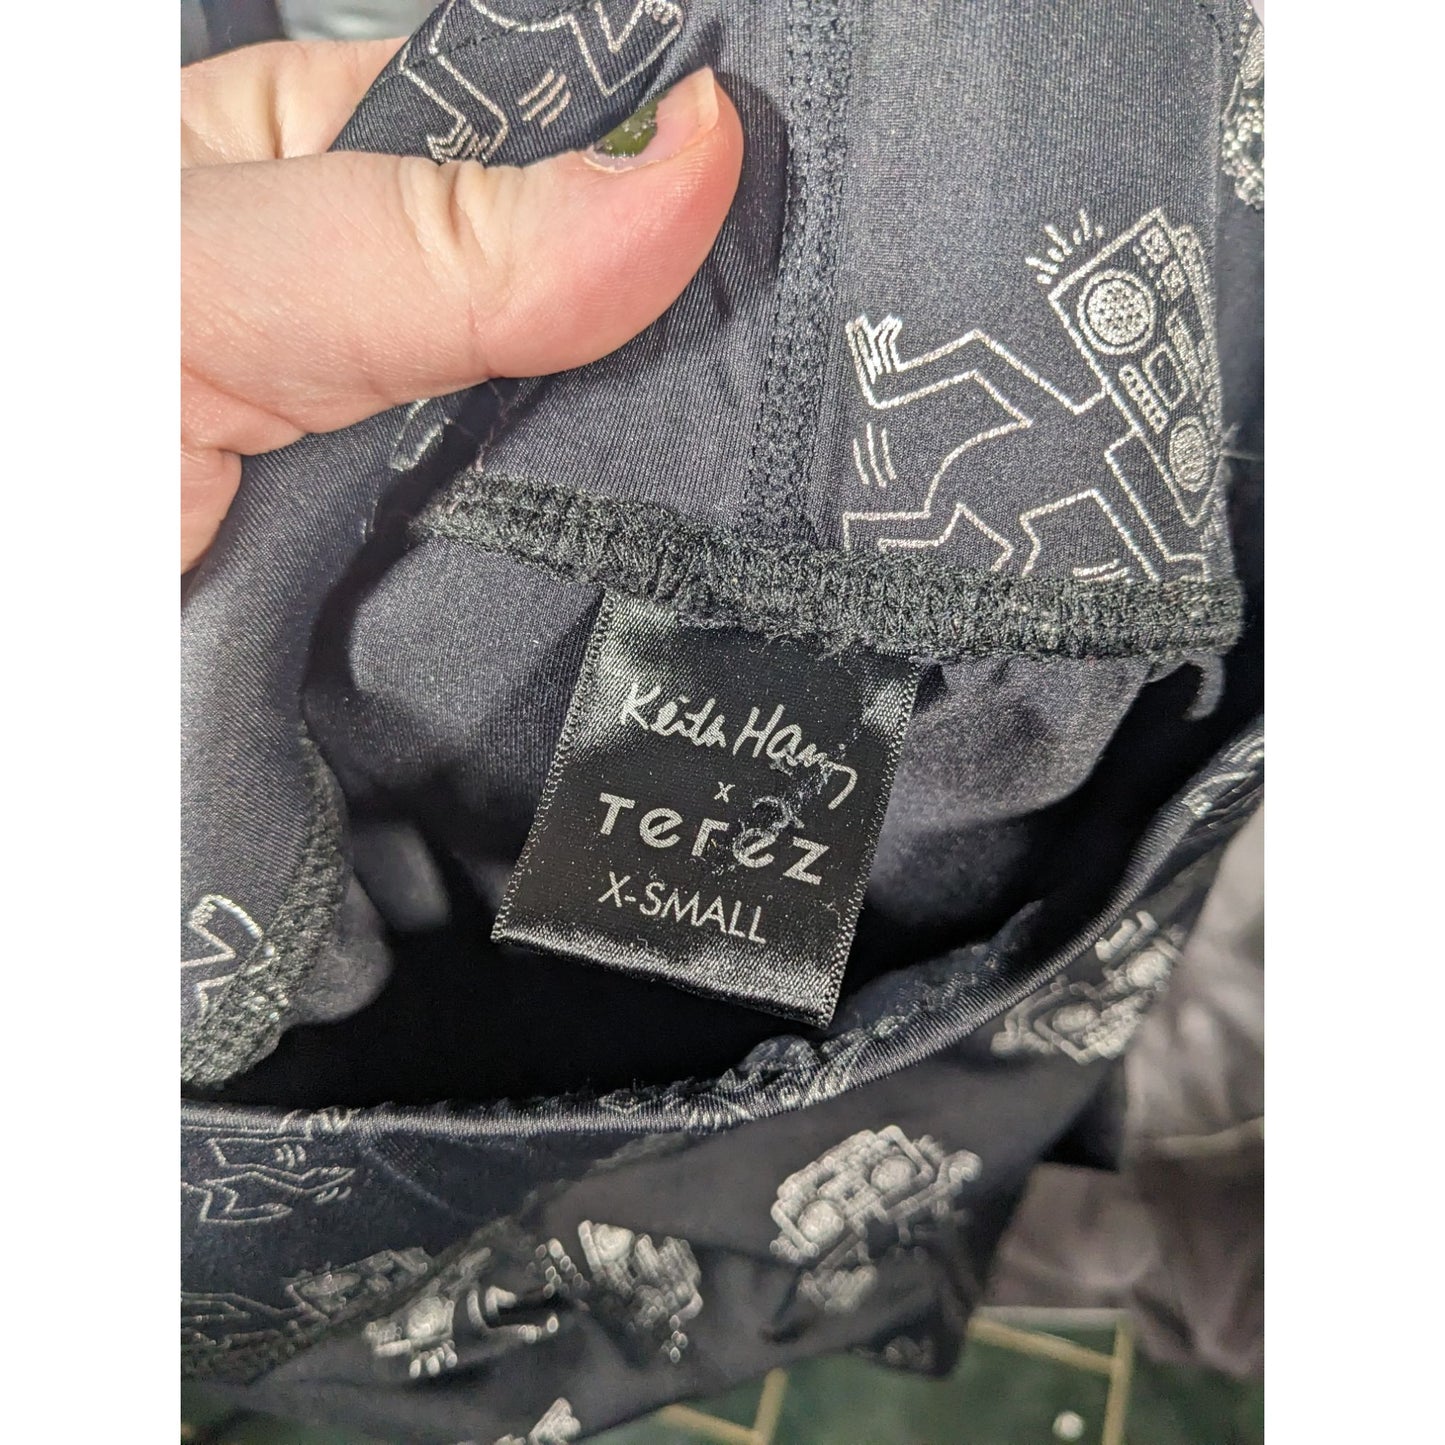 Keith Haring
x
Terez
X-SMALL